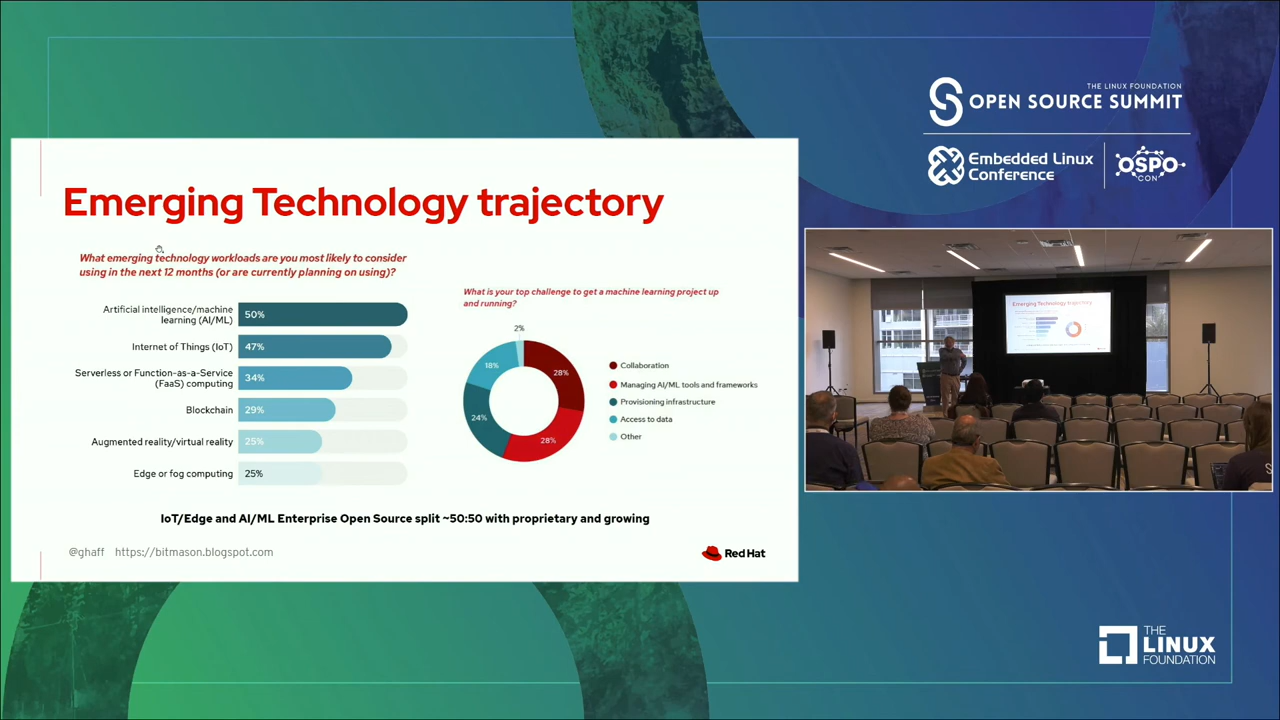 THE LINUX FOUNDATION
OPEN SOURCE SUMMIT
Embedded Linux
Conference
OSPO
CON
Emerging Technology trajectory
What emerging technology workloads are you most likely to consider
using in the next 12 months (or are currently planning on using)?
Artificial intelligence/machine
learning (AI/ML)
50%
Internet of Things (IoT)
47%
Serverless or Function-as-a-Service
(FaaS) computing
34%
Blockchain
29%
Augmented reality/virtual reality
25%
Edge or fog computing
25%
What is your top challenge to get a machine learning project up
and running?
2%
18%
28%
24%
28%
Collaboration
Managing AI/ML tools and frameworks
Provisioning infrastructure
Access to data
Other
IoT/Edge and AI/ML Enterprise Open Source split ~50:50 with proprietary and growing
@ghaff https://bitmason.blogspot.com
Red Hat
Emerging Technology trajectory
THE
LINUX
FOUNDATION